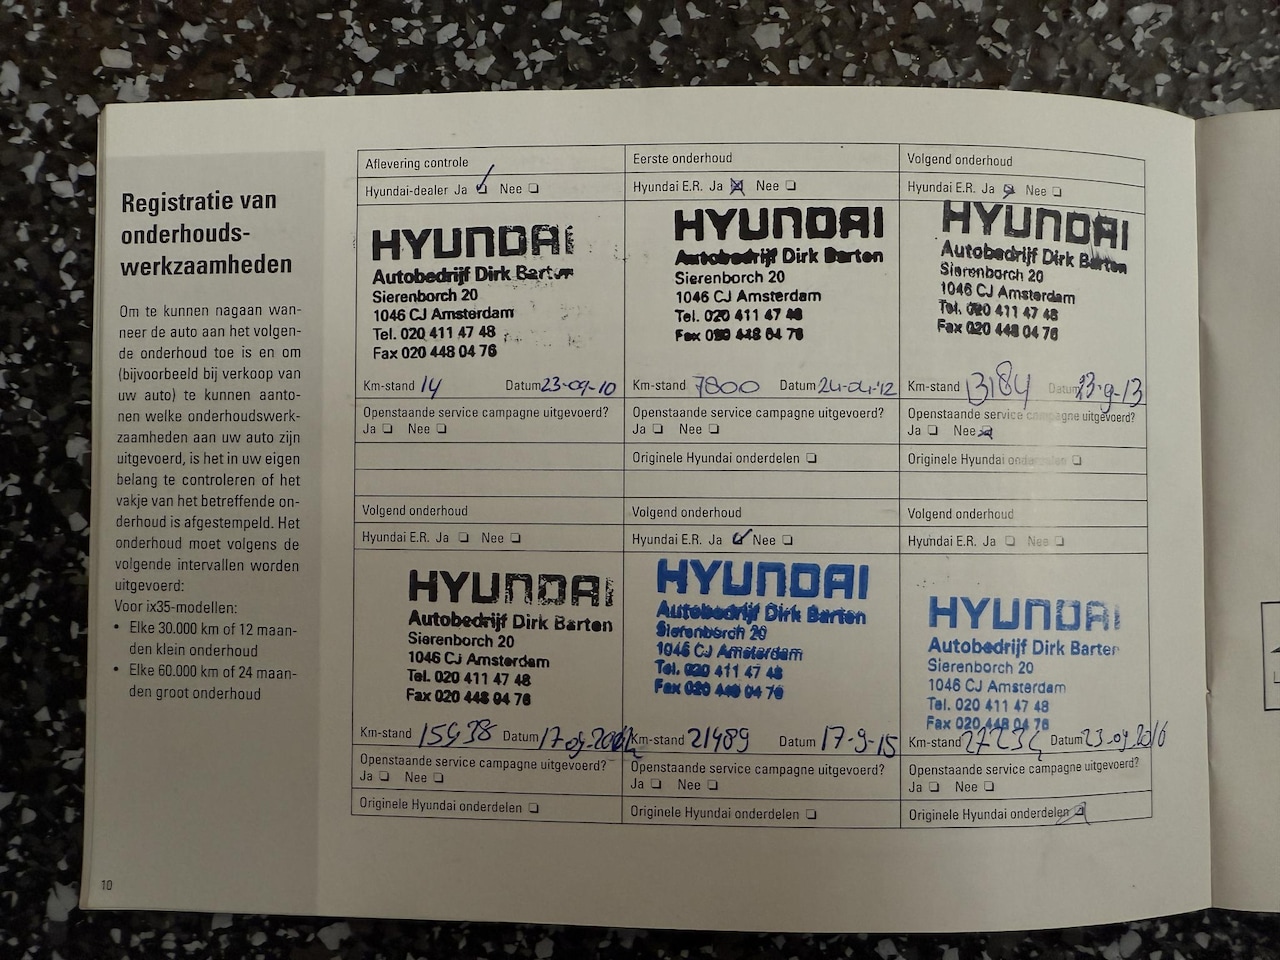 Registratie van
onderhouds-
werkzaamheden
Om te kunnen nagaan wan-
neer de auto aan het volgen-
de onderhoud toe is en om
(bijvoorbeeld bij verkoop van
uw auto) te kunnen aanto-
nen welke onderhoudswerk-
zaamheden aan uw auto zijn
uitgevoerd, is het in uw eigen
belang te controleren of het
vakje van het betreffende on-
derhoud is afgestempeld. Het
onderhoud moet volgens de
volgende intervallen worden
uitgevoerd:
Voor ix35-modellen:
• Elke 30.000 km of 12 maan-
den klein onderhoud
• Elke 60.000 km of 24 maan-
den groot onderhoud
10
Aflevering controle
Hyundai-dealer Ja Nee
HYUNDAI
Autobedrijf Dirk Barten
Sierenborch 20
1046 CJ Amsterdam
Tel. 020 411 47 48
Fax 020 448 04 76
Km-stand 14 Datum 23-09-10
Openstaande service campagne uitgevoerd?
Ja Nee
Eerste onderhoud
Hyundai E.R. Ja Nee
HYUNDAI
Autobedrijf Dirk Barten
Sierenborch 20
1046 CJ Amsterdam
Tel. 020 411 47 48
Fax 020 448 04 76
Km-stand 7800 Datum 24-04-'12
Openstaande service campagne uitgevoerd?
Ja Nee
Originele Hyundai onderdelen
Volgend onderhoud
Hyundai E.R. Ja Nee
HYUNDAI
Autobedrijf Dirk Barten
Sierenborch 20
1046 CJ Amsterdam
Tel. 020 411 47 48
Fax 020 448 04 76
Km-stand 13184 Datum 23-9-13
Openstaande service campagne uitgevoerd?
Ja Nee
Originele Hyundai onderdelen
Volgend onderhoud
Hyundai E.R. Ja Nee
HYUNDAI
Autobedrijf Dirk Barten
Sierenborch 20
1046 CJ Amsterdam
Tel. 020 411 47 48
Fax 020 448 04 76
Km-stand Datum
Openstaande service campagne uitgevoerd?
Ja Nee
Originele Hyundai onderdelen
Volgend onderhoud
Hyundai E.R. Ja Nee
HYUNDAI
Autobedrijf Dirk Barten
Sierenborch 20
1046 CJ Amsterdam
Tel. 020 411 47 48
Fax 020 448 04 76
Km-stand 21489 Datum 17-9-15
Openstaande service campagne uitgevoerd?
Ja Nee
Originele Hyundai onderdelen
Volgend onderhoud
Hyundai E.R. Ja Nee
HYUNDAI
Autobedrijf Dirk Barten
Sierenborch 20
1046 CJ Amsterdam
Tel. 020 411 47 48
Fax 020 448 04 76
Km-stand 27234 Datum 23.09.2016
Openstaande service campagne uitgevoerd?
Ja Nee
Originele Hyundai onderdelen